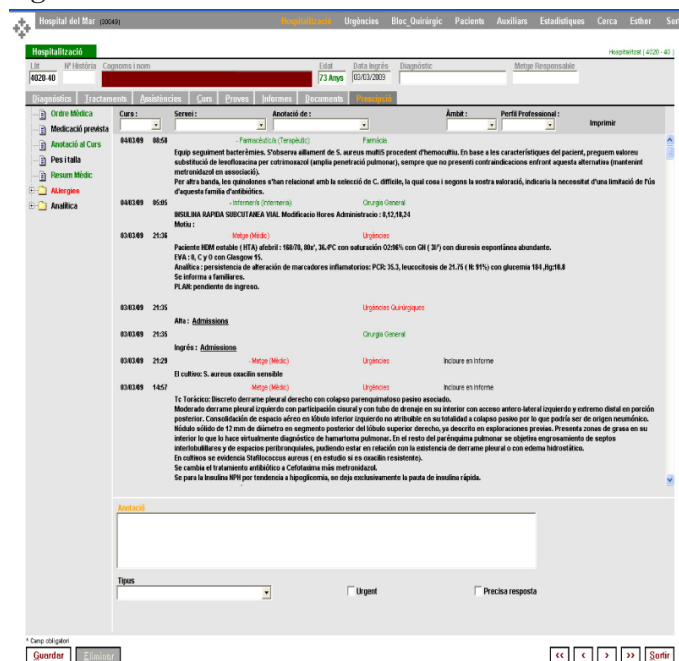 Hospital del Mar (00049) Hospitalització Urgències Bloc_Quirúrgic Pacients Auxiliars Estadístiques Cerca Esther Sor
Hospitalització Hospitalitzat ( 4020 - 40 )
Llit Nº Història Cognoms i nom Edat Data Ingrés Diagnòstic Metge Responsable
4020-40 73 Anys 03/03/2009
Diagnòstics Tractaments Assistències Curs Proves Informes Documents Prescipció
Ordre Mèdica
Medicació prevista
Anotació al Curs
Pes i talla
Resum Mèdic
Al.lergies
Analítica
Curs : Servei : Anotació de : Àmbit : Perfil Professional : Imprimir
04/03/09 08:58 - Farmacèutic/a (Terapèutic) Farmàcia
Equip seguiment bacterèmies. S'observa aïllament de S. aureus multiS procedent d'hemocultiu. En base a les característiques del pacient, preguem valoreu
substitució de levofloxacina per cotrimoxazol (amplia penetració pulmonar), sempre que no presenti contraindicacions enfront aquesta alternativa (mantenint
metronidazol en associació).
Per altra banda, les quinolones s'han relacionat amb la selecció de C. difficile, la qual cosa i segons la nostra valoració, indicaria la necessitat d'una limitació de l'ús
d'aquesta família d'antibiòtics.
04/03/09 05:05 - Infermer/a (Infermeria) Cirurgia General
INSULINA RAPIDA SUBCUTANEA VIAL Modificacio Hores Administracio : 8,12,18,24
Motiu :
03/03/09 21:36 Metge (Mèdic) Urgències
Paciente HDM estable ( HTA) afebril : 168/70, 80x', 36.4ºC con saturación O2:96% con GN ( 3l') con diuresis espontánea abundante.
EVA : 0, C y O con Glasgow 15.
Analítica : persistencia de alteración de marcadores inflamatorios: PCR: 35.3, leucocitosis de 21.75 ( N: 91%) con glucemia 184 ,Hg:10.8
Se informa a familiares.
PLAN: pendiente de ingreso.
03/03/09 21:35 Urgències Quirúrgiques
Alta : Admissions
03/03/09 21:35 Cirurgia General
Ingrés : Admissions
03/03/09 21:29 - Metge (Mèdic) Urgències Incloure en Informe
El cultivo: S. aureus oxacilin sensible
03/03/09 14:57 -Metge (Mèdic) Urgències Incloure en Informe
Tc Torácico: Discreto derrame pleural derecho con colapso parenquimatoso pasivo asociado.
Moderado derrame pleural izquierdo con participación cisural y con tubo de drenaje en su interior con acceso antero-lateral izquierdo y extremo distal en porción
posterior. Consolidación de espacio aéreo en lóbulo inferior izquierdo no atribuible en su totalidad a colapso pasivo por lo que podría ser de origen neumónico.
Nódulo sólido de 12 mm de diámetro en segmento posterior del lóbulo superior derecho, ya descrito en exploraciones previas. Presenta zonas de grasa en su
interior lo que lo hace virtualmente diagnóstico de hamartoma pulmonar. En el resto del parénquima pulmonar se objetiva engrosamiento de septos
interlobulillares y de espacios peribronquiales, pudiendo estar en relación con la existencia de derrame pleural o con edema hidrostático.
En cultivos se evidencia Stafilococcus aureus ( en estudio si es oxacilin resistente).
Se cambia el tratamiento antibiótico a Cefotaxima más metronidazol.
Se para la Insulina NPH por tendencia a hipoglicemia, se deja exclusivamente la pauta de insulina rápida.
Anotació
Tipus Urgent Precisa resposta
* Camp obligatori
Guardar Eliminar << < > >> Sortir